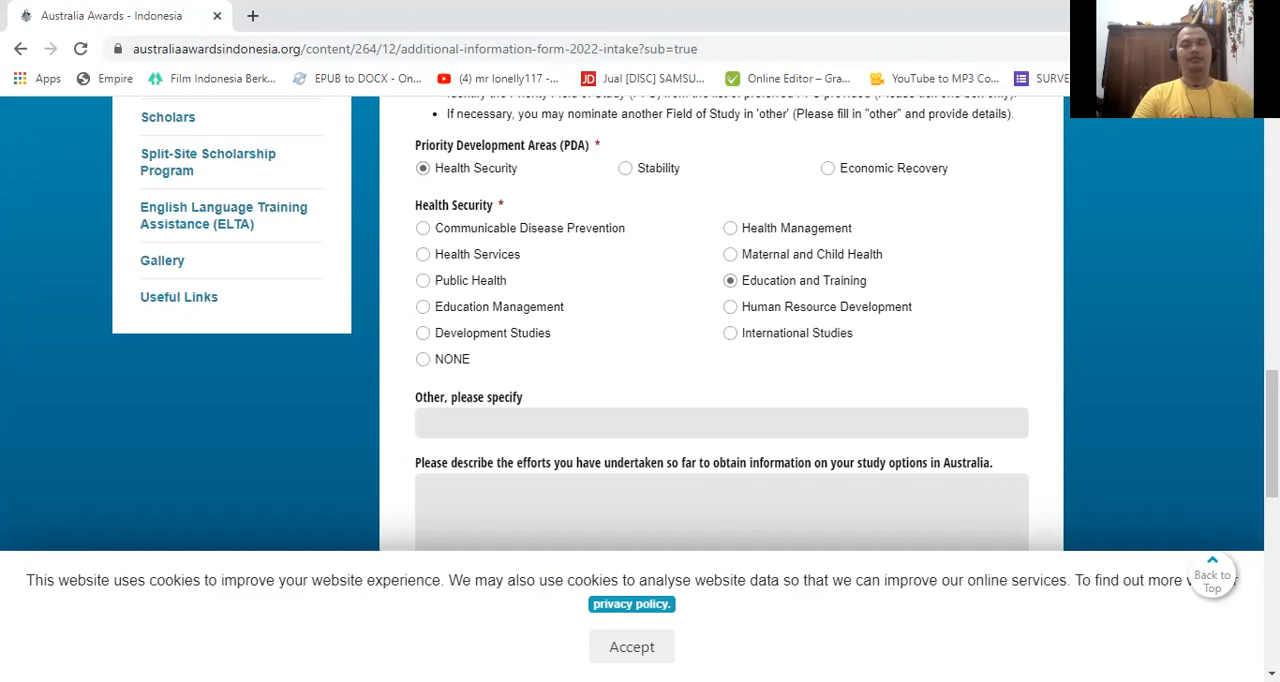 Australia Awards - Indonesia
australiaawardsindonesia.org/content/264/12/additional-information-form-2022-intake?sub=true
Apps Empire Film Indonesia Berk... EPUB to DOCX - On... (4) mr lonelly117 -... Jual [DISC] SAMSU... Online Editor – Gra... YouTube to MP3 Co... SURVE
Scholars
Split-Site Scholarship
Program
English Language Training
Assistance (ELTA)
Gallery
Useful Links
If necessary, you may nominate another Field of Study in 'other' (Please fill in "other" and provide details).
Priority Development Areas (PDA) *
Health Security Stability Economic Recovery
Health Security *
Communicable Disease Prevention Health Management
Health Services Maternal and Child Health
Public Health Education and Training
Education Management Human Resource Development
Development Studies International Studies
NONE
Other, please specify
Please describe the efforts you have undertaken so far to obtain information on your study options in Australia.
This website uses cookies to improve your website experience. We may also use cookies to analyse website data so that we can improve our online services. To find out more
privacy policy.
Back to
Top
Accept